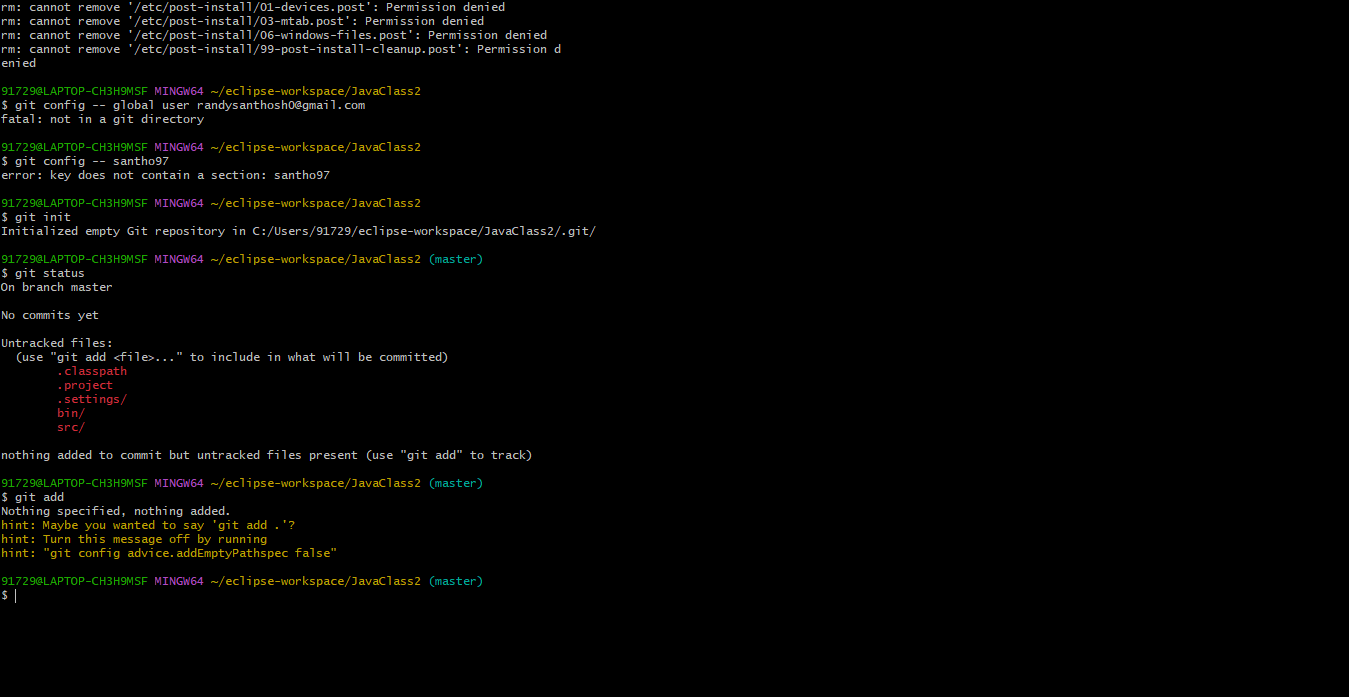 rm: cannot remove '/etc/post-install/01-devices.post': Permission denied
rm: cannot remove '/etc/post-install/03-mtab.post': Permission denied
rm: cannot remove '/etc/post-install/06-windows-files.post': Permission denied
rm: cannot remove '/etc/post-install/99-post-install-cleanup.post': Permission d
enied
91729@LAPTOP-CH3H9MSF MINGW64 ~/eclipse-workspace/JavaClass2
$ git config -- global user randysanthosh0@gmail.com
fatal: not in a git directory
91729@LAPTOP-CH3H9MSF MINGW64 ~/eclipse-workspace/JavaClass2
$ git config -- santho97
error: key does not contain a section: santho97
91729@LAPTOP-CH3H9MSF MINGW64 ~/eclipse-workspace/JavaClass2
$ git init
Initialized empty Git repository in C:/Users/91729/eclipse-workspace/JavaClass2/.git/
91729@LAPTOP-CH3H9MSF MINGW64 ~/eclipse-workspace/JavaClass2 (master)
$ git status
On branch master
No commits yet
Untracked files:
  (use "git add <file>..." to include in what will be committed)
        .classpath
        .project
        .settings/
        bin/
        src/
nothing added to commit but untracked files present (use "git add" to track)
91729@LAPTOP-CH3H9MSF MINGW64 ~/eclipse-workspace/JavaClass2 (master)
$ git add
Nothing specified, nothing added.
hint: Maybe you wanted to say 'git add .'?
hint: Turn this message off by running
hint: "git config advice.addEmptyPathspec false"
91729@LAPTOP-CH3H9MSF MINGW64 ~/eclipse-workspace/JavaClass2 (master)
$